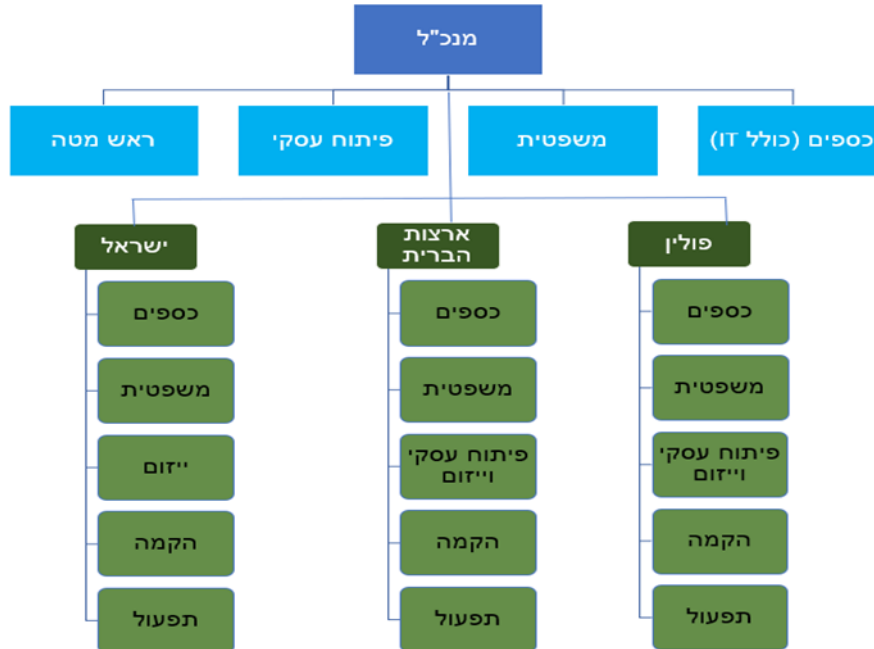 מנכ"ל
כספים (כולל IT)
משפטית
פיתוח עסקי
ראש מטה
פולין
כספים
משפטית
פיתוח עסקי
וייזום
הקמה
תפעול
ארצות
הברית
כספים
משפטית
פיתוח עסקי
וייזום
הקמה
תפעול
ישראל
כספים
משפטית
ייזום
הקמה
תפעול